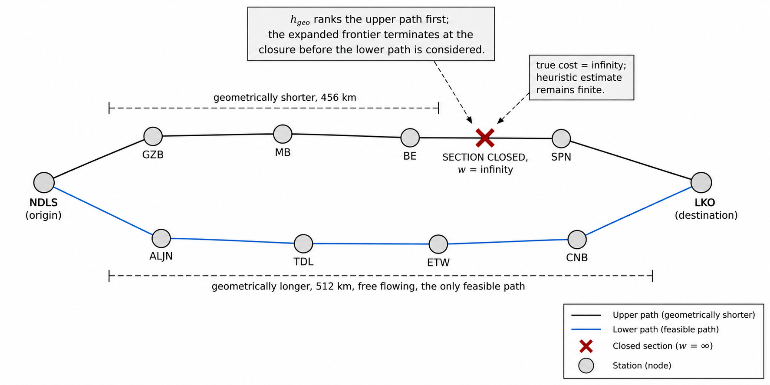 h_geo ranks the upper path first;
the expanded frontier terminates at the
closure before the lower path is considered.
true cost = infinity;
heuristic estimate
remains finite.
geometrically shorter, 456 km
GZB
MB
BE
SECTION CLOSED,
w = infinity
SPN
NDLS
(origin)
LKO
(destination)
ALJN
TDL
ETW
CNB
geometrically longer, 512 km, free flowing, the only feasible path
Upper path (geometrically shorter)
Lower path (feasible path)
Closed section (w = ∞)
Station (node)